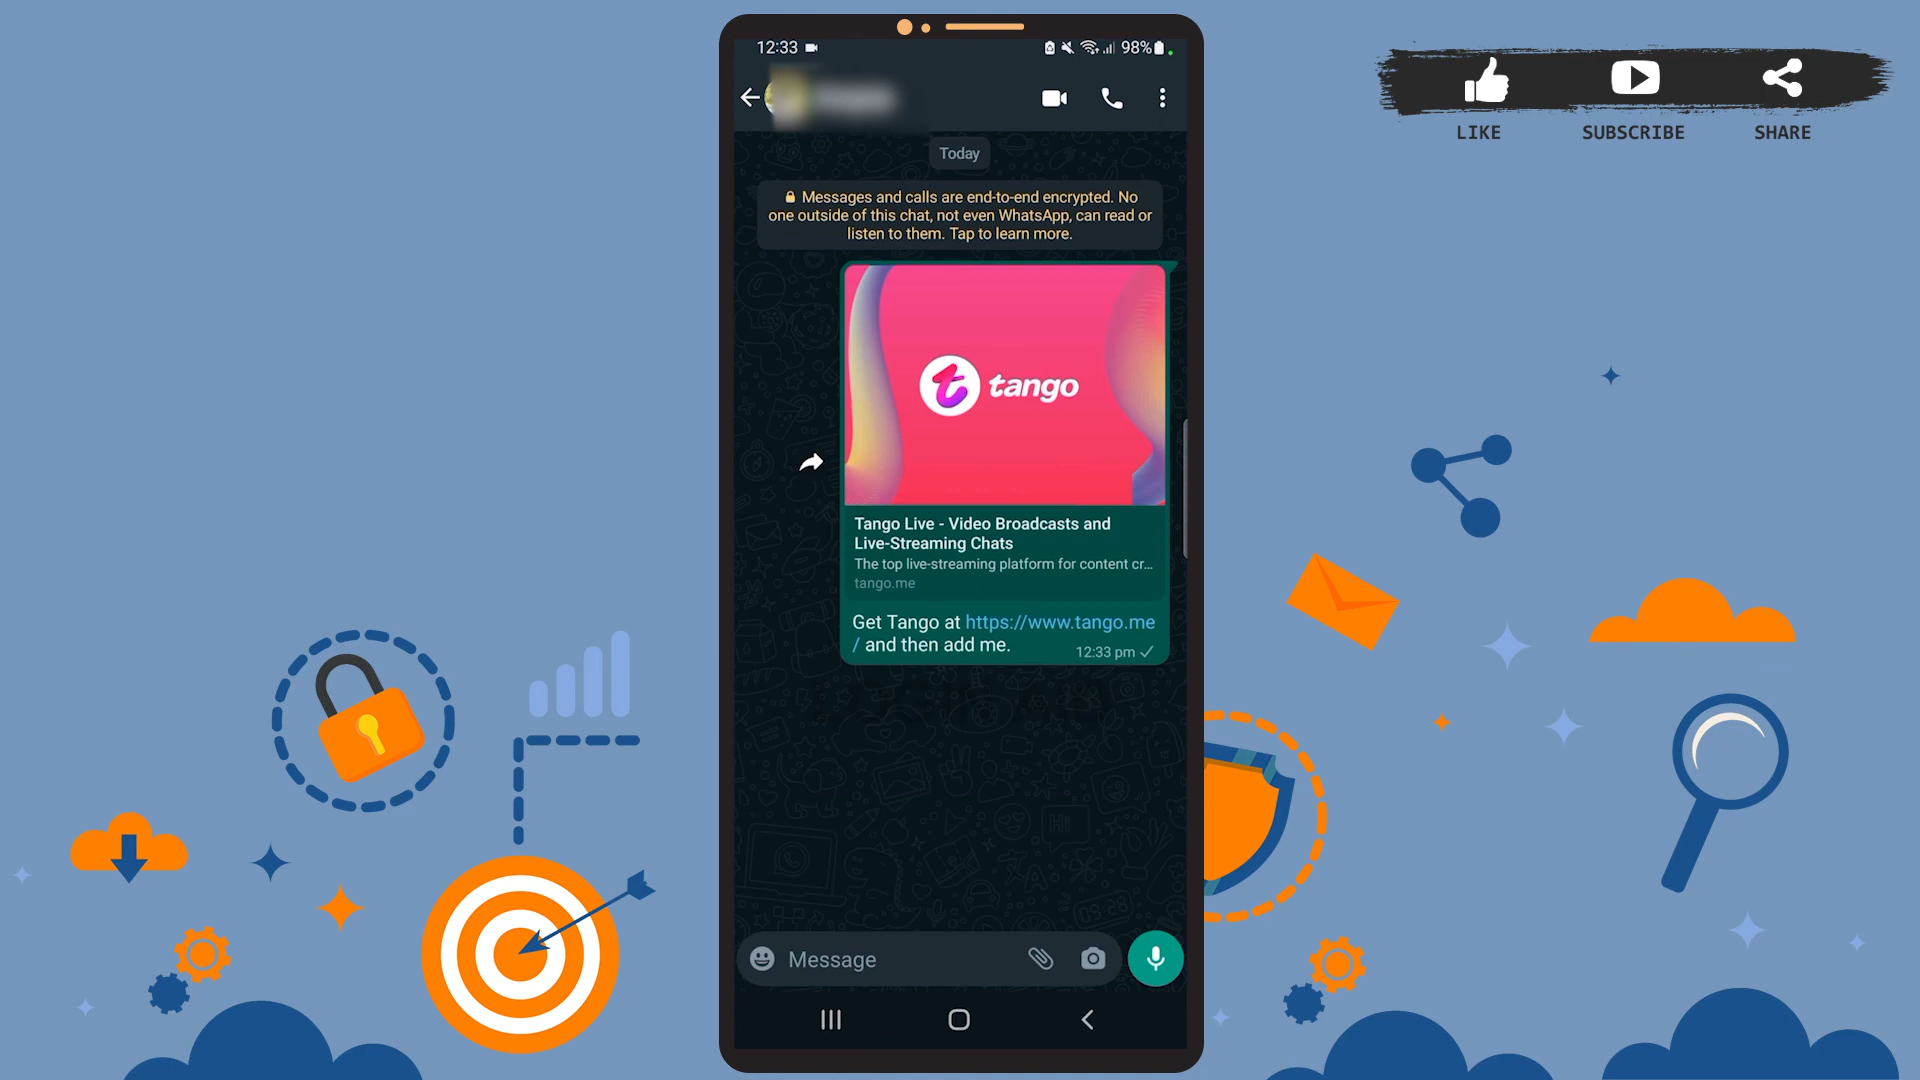 12:33
98%
LIKE
SUBSCRIBE
SHARE
Today
Messages and calls are end-to-end encrypted. No
one outside of this chat, not even WhatsApp, can read or
listen to them. Tap to learn more.
tango
Tango Live - Video Broadcasts and
Live-Streaming Chats
The top live-streaming platform for content cr...
tango.me
Get Tango at https://www.tango.me
/ and then add me.
12:33 pm
Message